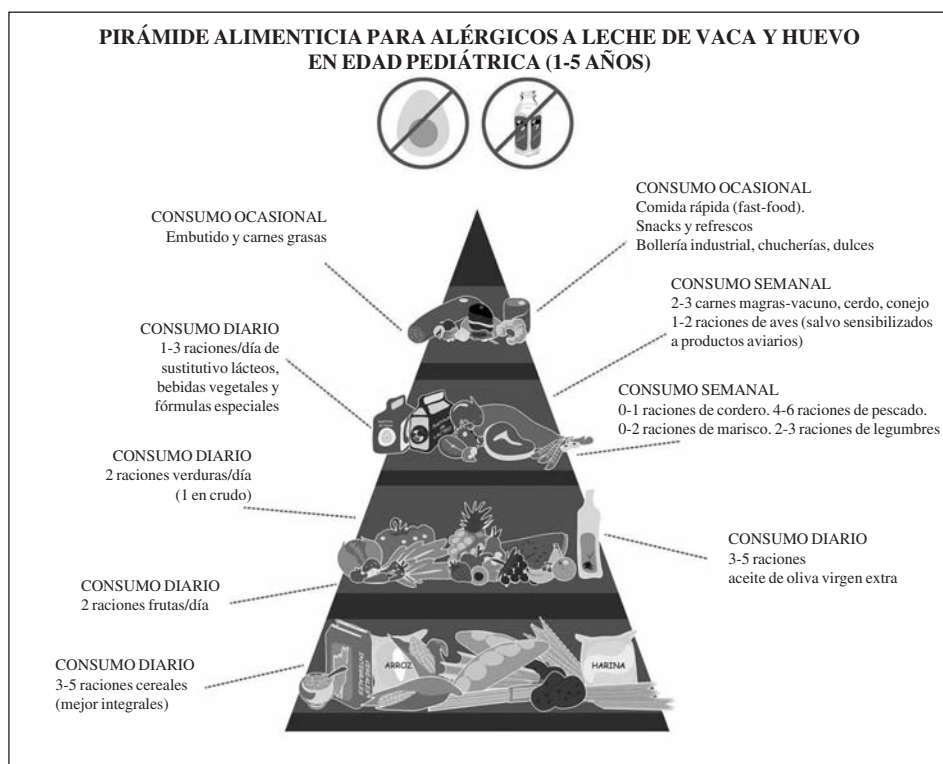 PIRÁMIDE ALIMENTICIA PARA ALÉRGICOS A LECHE DE VACA Y HUEVO
EN EDAD PEDIÁTRICA (1-5 AÑOS)
CONSUMO OCASIONAL
Embutido y carnes grasas
CONSUMO OCASIONAL
Comida rápida (fast-food).
Snacks y refrescos
Bollería industrial, chucherías, dulces
CONSUMO SEMANAL
2-3 carnes magras-vacuno, cerdo, conejo
1-2 raciones de aves (salvo sensibilizados
a productos aviarios)
CONSUMO DIARIO
1-3 raciones/día de
sustitutivo lácteos,
bebidas vegetales y
fórmulas especiales
CONSUMO SEMANAL
0-1 raciones de cordero. 4-6 raciones de pescado.
0-2 raciones de marisco. 2-3 raciones de legumbres
CONSUMO DIARIO
2 raciones verduras/día
(1 en crudo)
CONSUMO DIARIO
3-5 raciones
aceite de oliva virgen extra
CONSUMO DIARIO
2 raciones frutas/día
CONSUMO DIARIO
3-5 raciones cereales
(mejor integrales)
CEREALES
INTEGRALES
ARROZ
HARINA